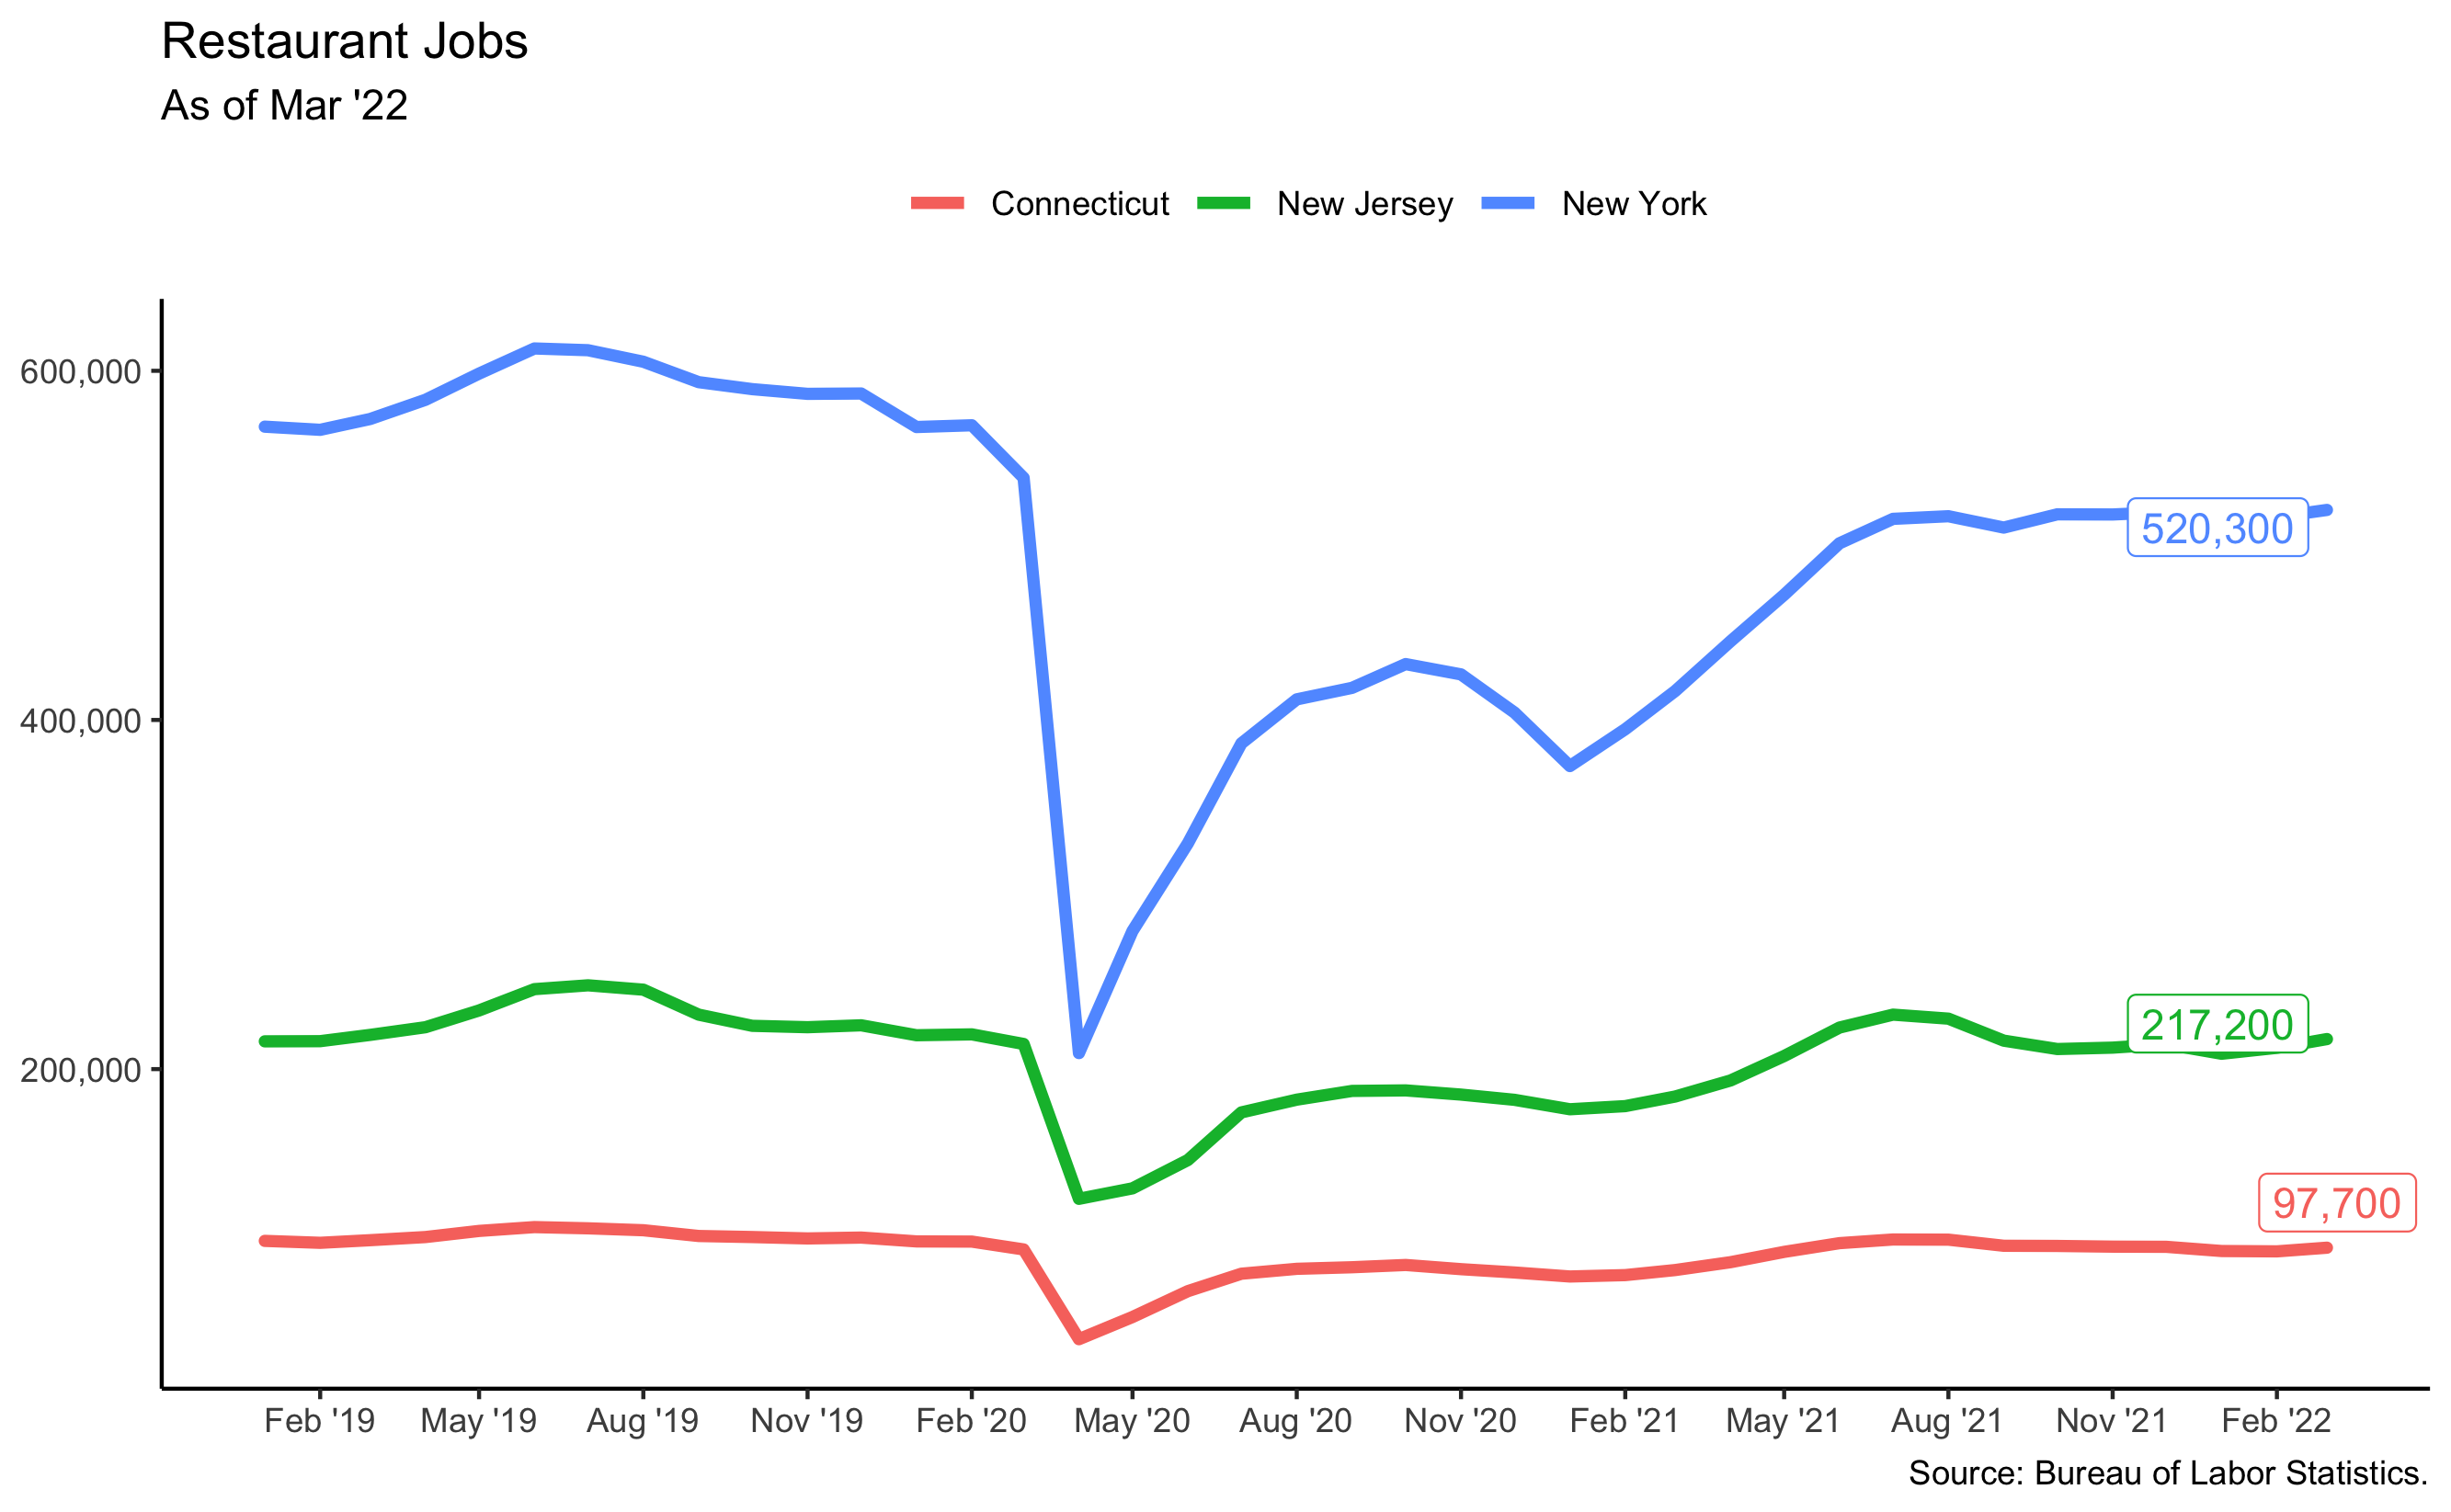 Restaurant Jobs
As of Mar '22
Connecticut New Jersey New York
600,000
400,000
200,000
520,300
217,200
97,700
Feb '19 May '19 Aug '19 Nov '19 Feb '20 May '20 Aug '20 Nov '20 Feb '21 May '21 Aug '21 Nov '21 Feb '22
Source: Bureau of Labor Statistics.